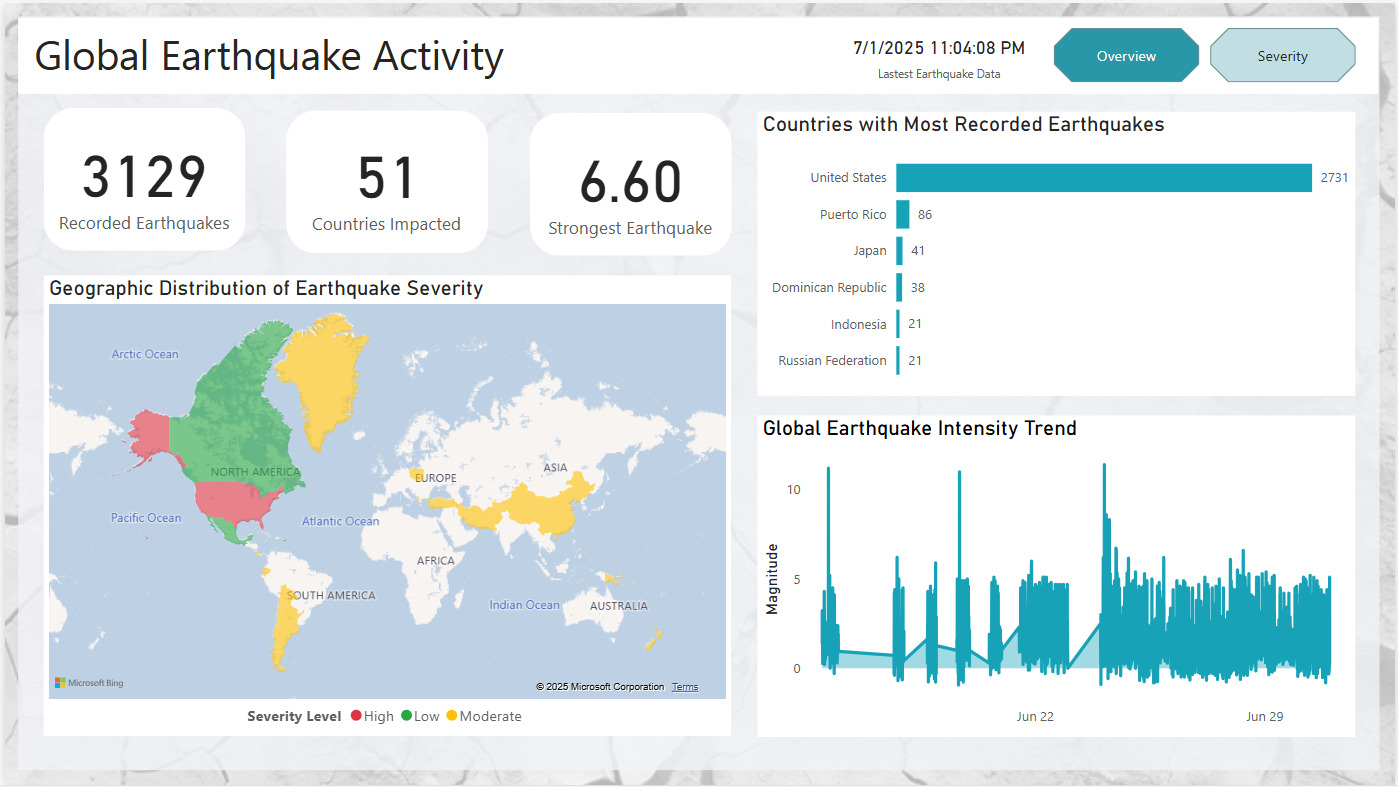 Global Earthquake Activity
7/1/2025 11:04:08 PM
Lastest Earthquake Data
Overview
Severity
3129
Recorded Earthquakes
51
Countries Impacted
6.60
Strongest Earthquake
Geographic Distribution of Earthquake Severity
Arctic Ocean
NORTH AMERICA
EUROPE
ASIA
Pacific Ocean
Atlantic Ocean
AFRICA
SOUTH AMERICA
Indian Ocean
AUSTRALIA
Microsoft Bing
© 2025 Microsoft Corporation Terms
Severity Level High Low Moderate
Countries with Most Recorded Earthquakes
United States 2731
Puerto Rico 86
Japan 41
Dominican Republic 38
Indonesia 21
Russian Federation 21
Global Earthquake Intensity Trend
Magnitude
10
5
0
Jun 22
Jun 29